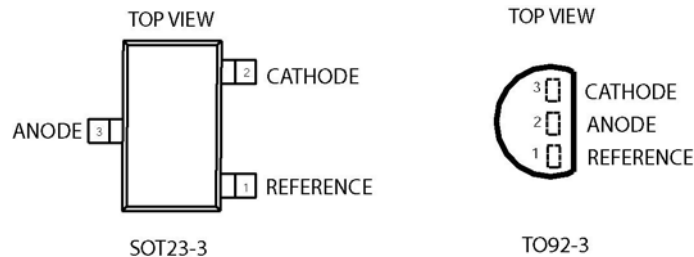 TOP VIEW
2 CATHODE
ANODE 3
1 REFERENCE
SOT23-3
TOP VIEW
3 CATHODE
2 ANODE
1 REFERENCE
TO92-3